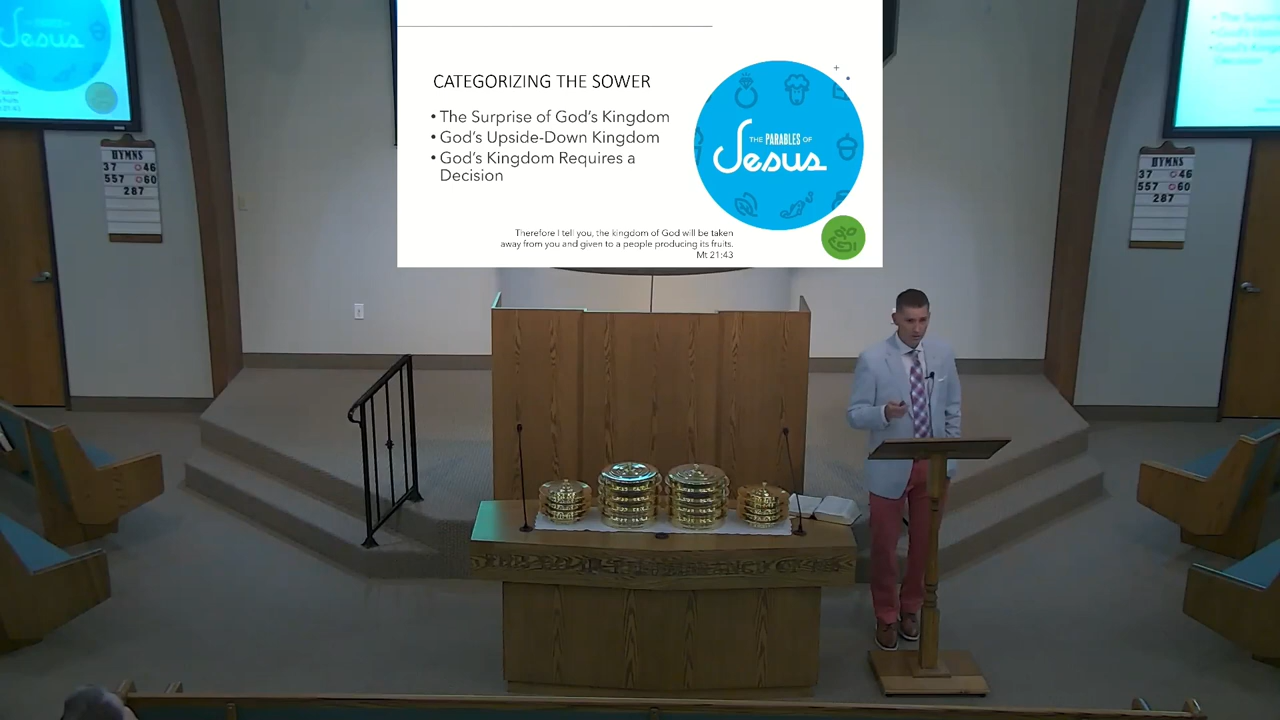 CATEGORIZING THE SOWER
• The Surprise of God's Kingdom
• God's Upside-Down Kingdom
• God's Kingdom Requires a
Decision
THE PARABLES OF
Jesus
Therefore I tell you, the kingdom of God will be taken
away from you and given to a people producing its fruits.
Mt 21:43
Jesus
HYMNS
37 46
557 60
287
HYMNS
37 46
557 60
287